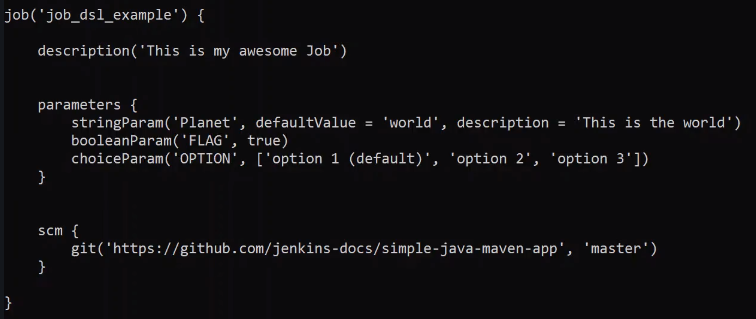 job('job_dsl_example') {
description('This is my awesome Job')
parameters {
stringParam('Planet', defaultValue = 'world', description = 'This is the world')
booleanParam('FLAG', true)
choiceParam('OPTION', ['option 1 (default)', 'option 2', 'option 3'])
}
scm {
git('https://github.com/jenkins-docs/simple-java-maven-app', 'master')
}
}